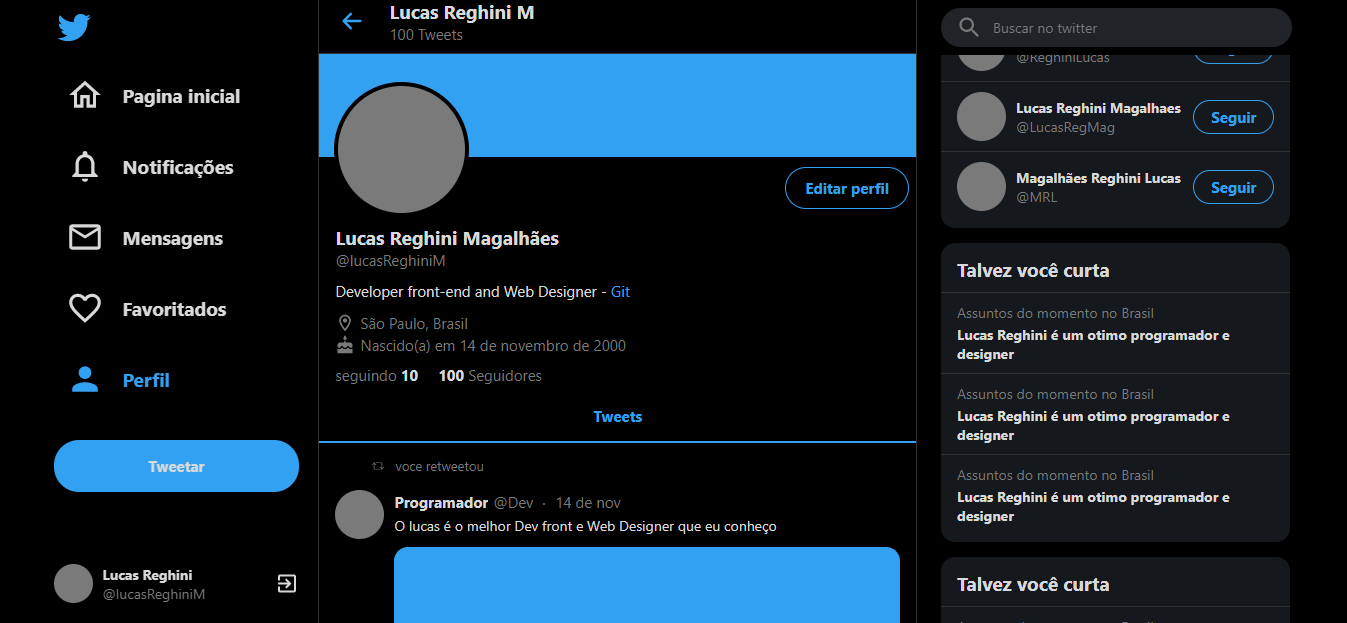 Pagina inicial
Notificações
Mensagens
Favoritados
Perfil
Tweetar
Lucas Reghini
@lucasReghiniM
Lucas Reghini M
100 Tweets
Editar perfil
Lucas Reghini Magalhães
@lucasReghiniM
Developer front-end and Web Designer - Git
São Paulo, Brasil
Nascido(a) em 14 de novembro de 2000
seguindo 10 100 Seguidores
Tweets
voce retweetou
Programador @Dev · 14 de nov
O lucas é o melhor Dev front e Web Designer que eu conheço
Buscar no twitter
@ReghiniLucas
Lucas Reghini Magalhaes
@LucasRegMag
Seguir
Magalhães Reghini Lucas
@MRL
Seguir
Talvez você curta
Assuntos do momento no Brasil
Lucas Reghini é um otimo programador e
designer
Assuntos do momento no Brasil
Lucas Reghini é um otimo programador e
designer
Assuntos do momento no Brasil
Lucas Reghini é um otimo programador e
designer
Talvez você curta